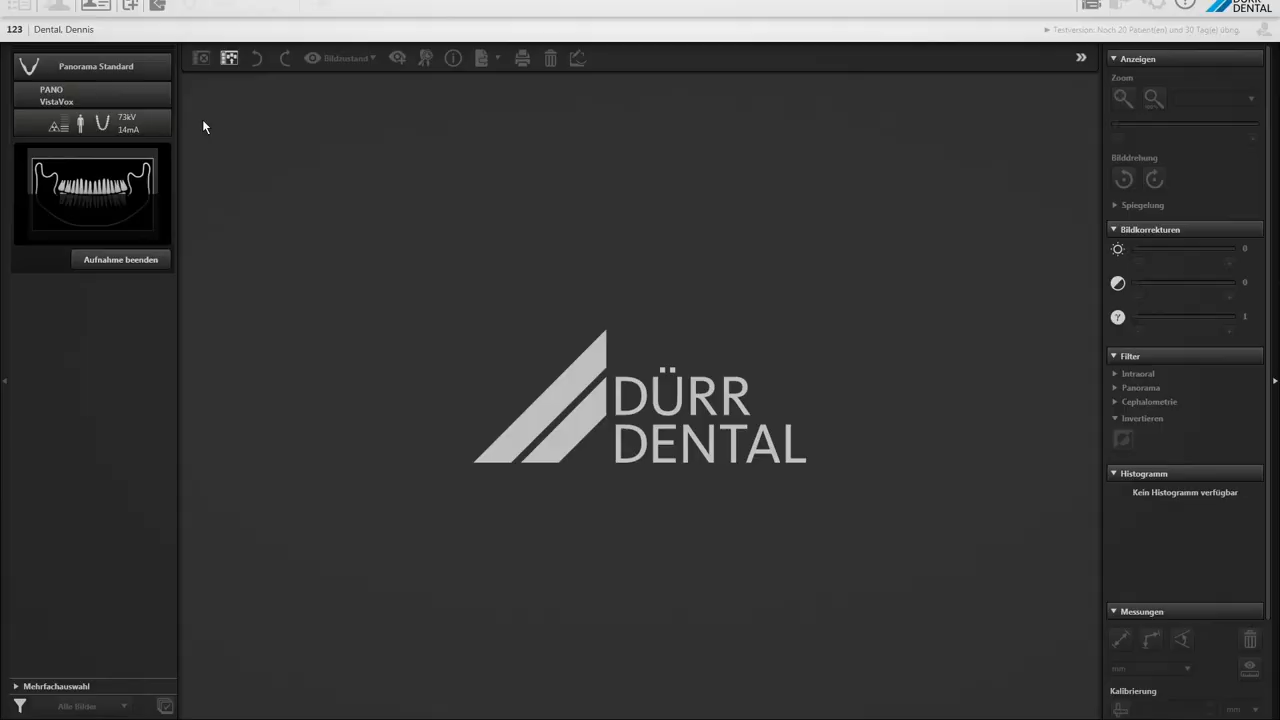 DÜRR
DENTAL
123 Dental, Dennis
Testversion. Noch 20 Patient(en) und 30 Tag(e) übrig.
Panorama Standard
PANO
VistaVox
73kV
14mA
Aufnahme beenden
Bildzustand
Anzeigen
Zoom
Bilddrehung
Spiegelung
Bildkorrekturen
0
0
γ 1
Filter
Intraoral
Panorama
Cephalometrie
Invertieren
Histogramm
Kein Histogramm verfügbar
Messungen
mm
Kalibrierung
mm
DÜRR
DENTAL
Mehrfachauswahl
Alle Bilder